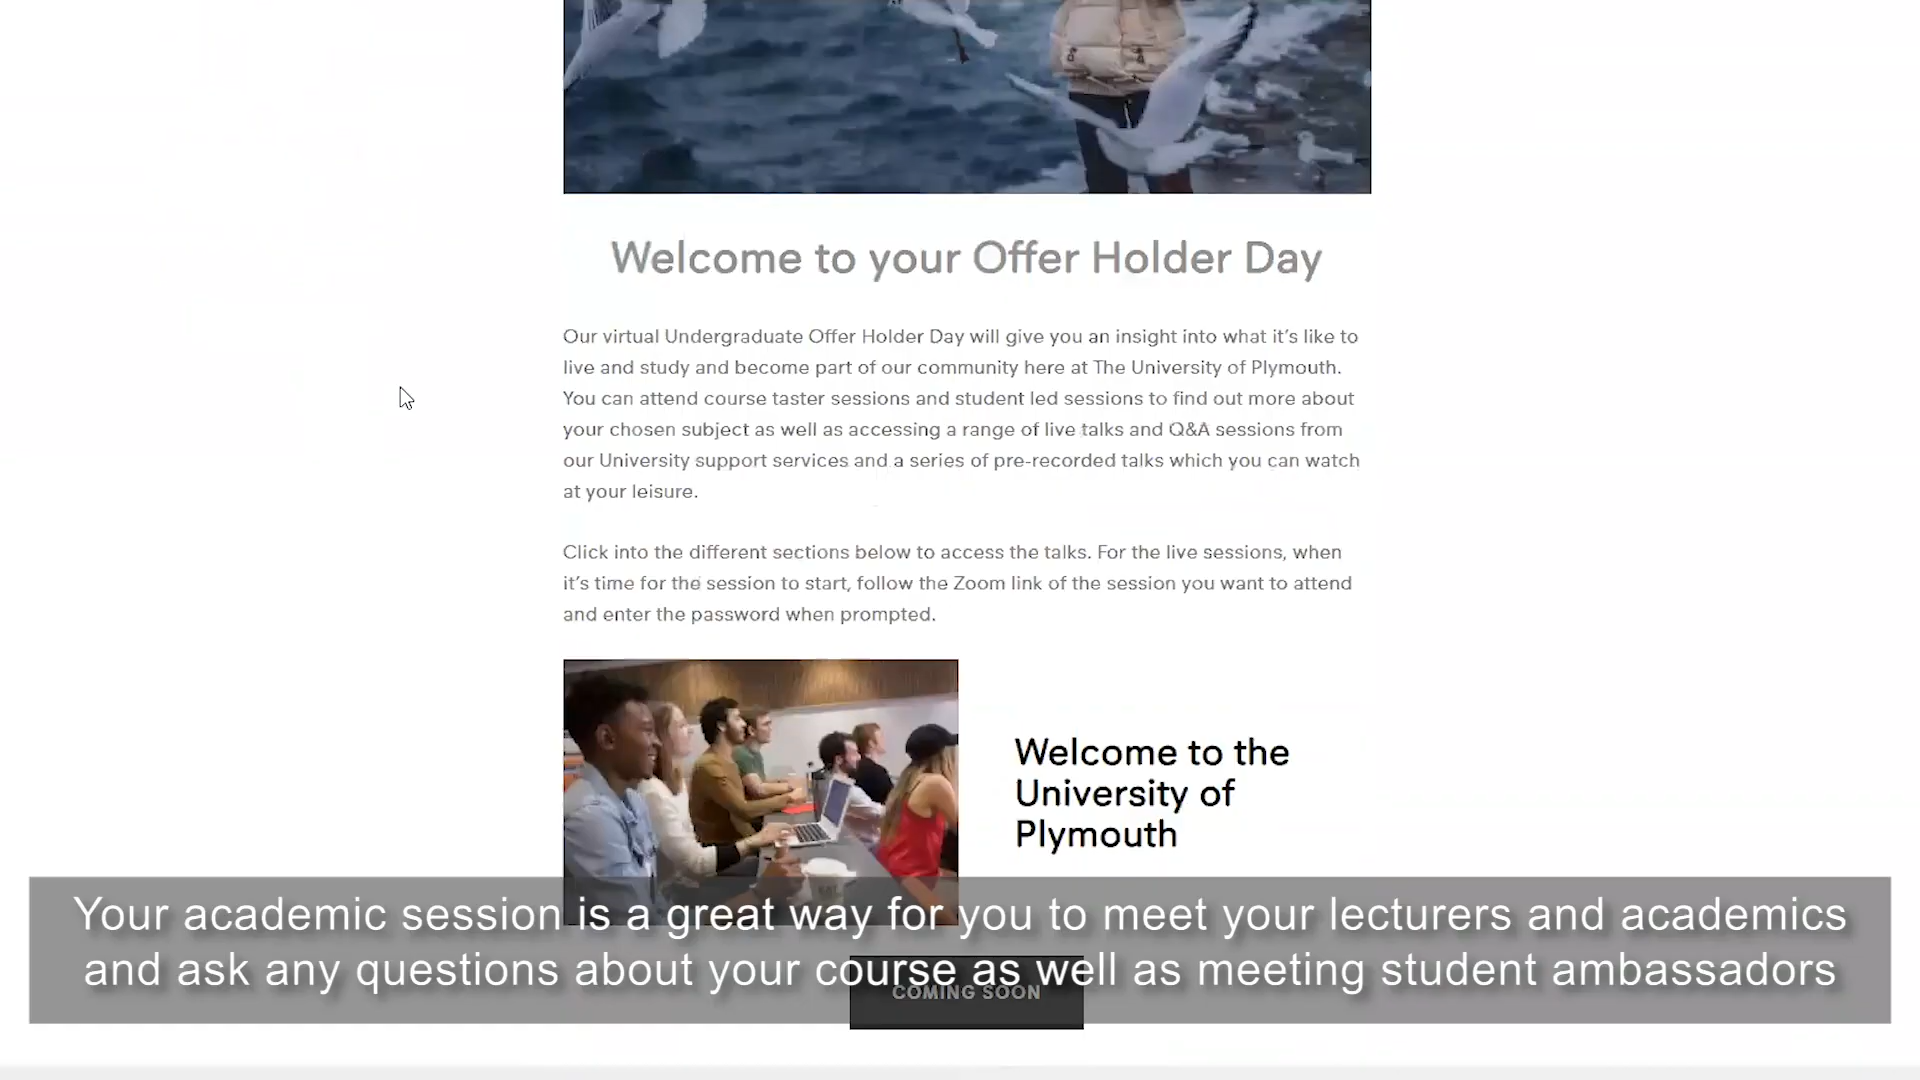 Welcome to your Offer Holder Day
Our virtual Undergraduate Offer Holder Day will give you an insight into what it's like to
live and study and become part of our community here at The University of Plymouth.
You can attend course taster sessions and student led sessions to find out more about
your chosen subject as well as accessing a range of live talks and Q&A sessions from
our University support services and a series of pre-recorded talks which you can watch
at your leisure.
Click into the different sections below to access the talks. For the live sessions, when
it's time for the session to start, follow the Zoom link of the session you want to attend
and enter the password when prompted.
Welcome to the
University of
Plymouth
Your academic session is a great way for you to meet your lecturers and academics
and ask any questions about your course as well as meeting student ambassadors
COMING SOON